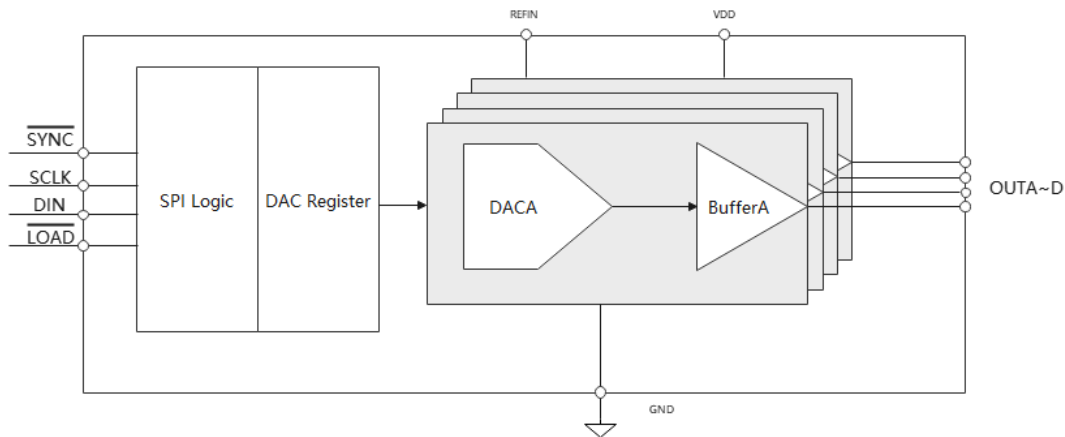 REFIN
VDD
SYNC
SCLK
DIN
LOAD
SPI Logic
DAC Register
DACA
BufferA
OUTA~D
GND